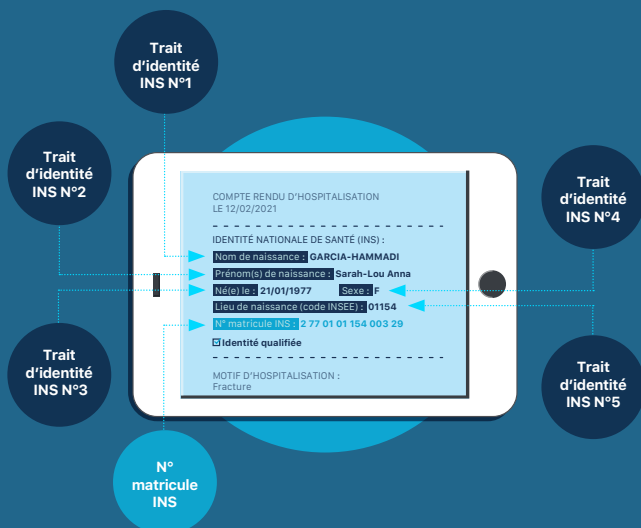 Trait
d'identité
INS N°1
Trait
d'identité
INS N°2
Trait
d'identité
INS N°3
N°
matricule
INS
COMPTE RENDU D'HOSPITALISATION
LE 12/02/2021
IDENTITÉ NATIONALE DE SANTÉ (INS) :
Nom de naissance : GARCIA-HAMMADI
Prénom(s) de naissance : Sarah-Lou Anna
Né(e) le : 21/01/1977 Sexe : F
Lieu de naissance (code INSEE) : 01154
N° matricule INS : 2 77 01 01 154 003 29
Identité qualifiée
MOTIF D'HOSPITALISATION :
Fracture
Trait
d'identité
INS N°4
Trait
d'identité
INS N°5